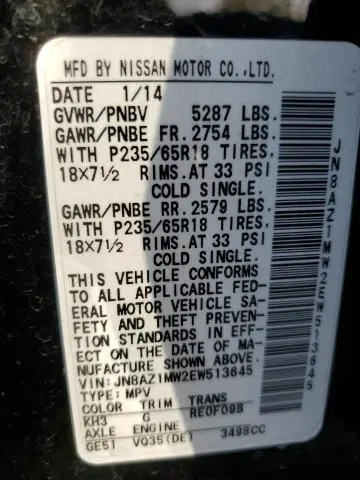 MFD BY NISSAN MOTOR CO.,LTD.
DATE 1/14
GVWR/PNBV 5287 LBS.
GAWR/PNBE FR. 2754 LBS.
WITH P235/65R18 TIRES,
18x7½ RIMS.AT 33 PSI
COLD SINGLE.
GAWR/PNBE RR. 2579 LBS.
WITH P235/65R18 TIRES,
18x7½ RIMS.AT 33 PSI
COLD SINGLE.
THIS VEHICLE CONFORMS
TO ALL APPLICABLE FED-
ERAL MOTOR VEHICLE SA-
FETY AND THEFT PREVEN-
TION STANDARDS IN EFF-
ECT ON THE DATE OF MA-
NUFACTURE SHOWN ABOVE.
VIN: JN8AZ1MW2EW513645
TYPE: MPV
COLOR TRIM TRANS
KH3 G RE0F09B
AXLE ENGINE
GE51 VQ35(DE) 3498CC
JN8AZ1MW2EW513645